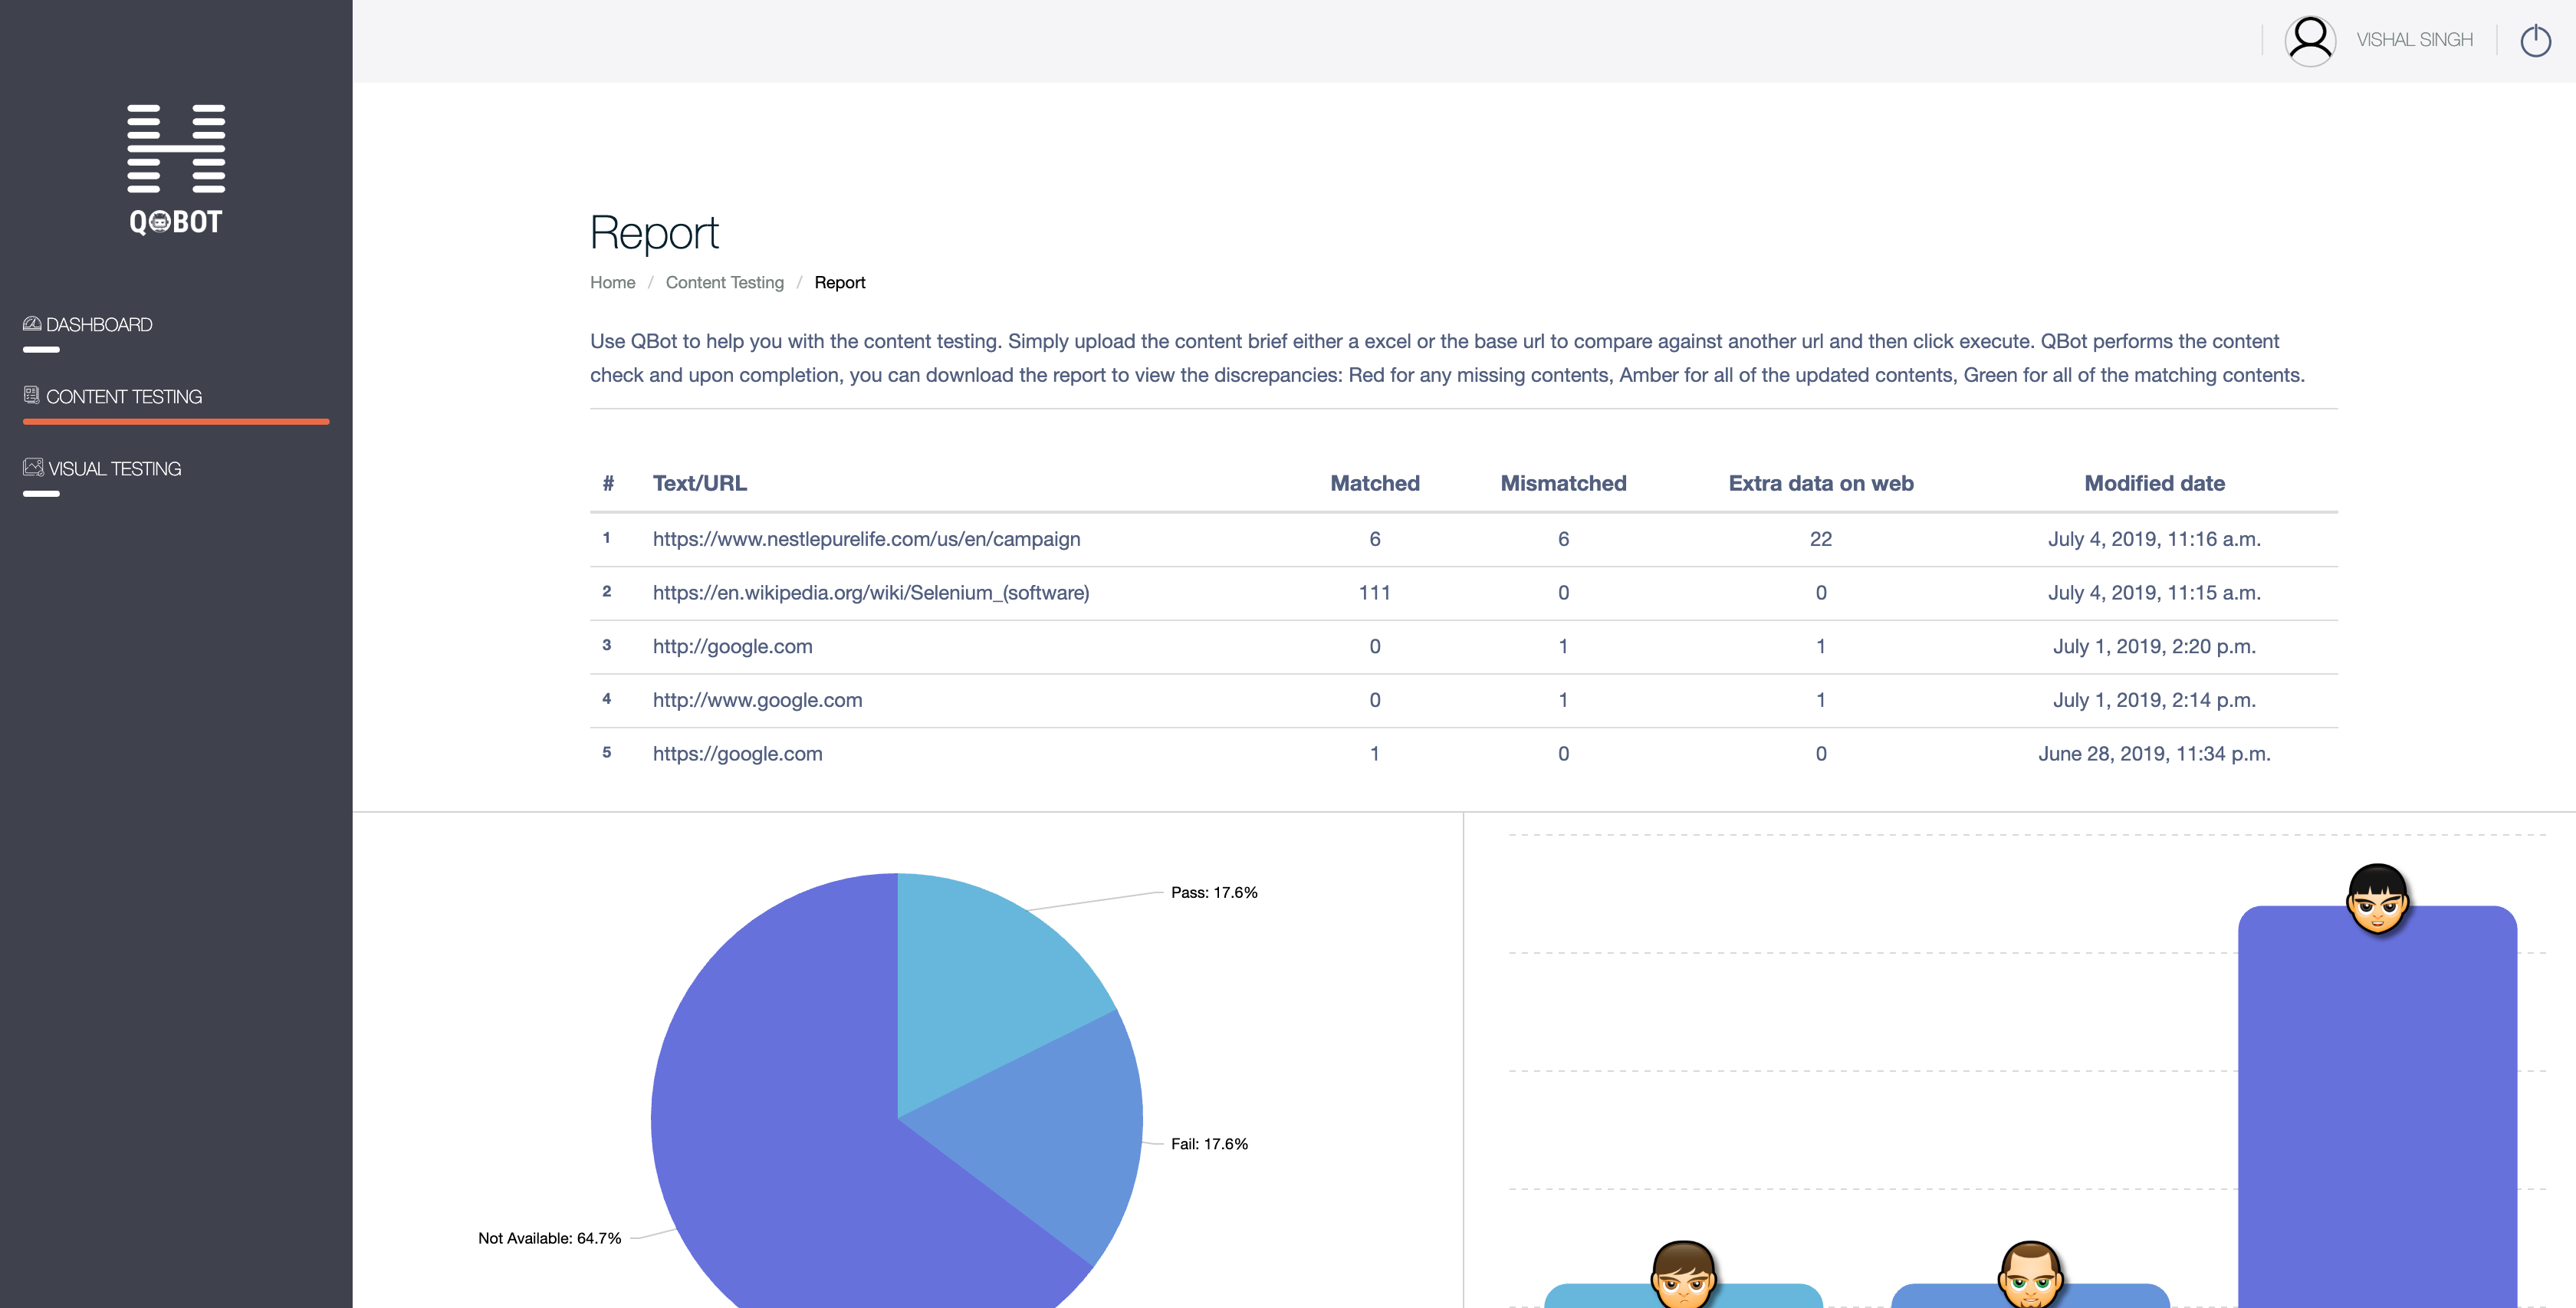 VISHAL SINGH
QBOT
DASHBOARD
CONTENT TESTING
VISUAL TESTING
Report
Home / Content Testing / Report
Use QBot to help you with the content testing. Simply upload the content brief either a excel or the base url to compare against another url and then click execute. QBot performs the content
check and upon completion, you can download the report to view the discrepancies: Red for any missing contents, Amber for all of the updated contents, Green for all of the matching contents.
# Text/URL Matched Mismatched Extra data on web Modified date
1 https://www.nestlepurelife.com/us/en/campaign 6 6 22 July 4, 2019, 11:16 a.m.
2 https://en.wikipedia.org/wiki/Selenium_(software) 111 0 0 July 4, 2019, 11:15 a.m.
3 http://google.com 0 1 1 July 1, 2019, 2:20 p.m.
4 http://www.google.com 0 1 1 July 1, 2019, 2:14 p.m.
5 https://google.com 1 0 0 June 28, 2019, 11:34 p.m.
Pass: 17.6%
Fail: 17.6%
Not Available: 64.7%